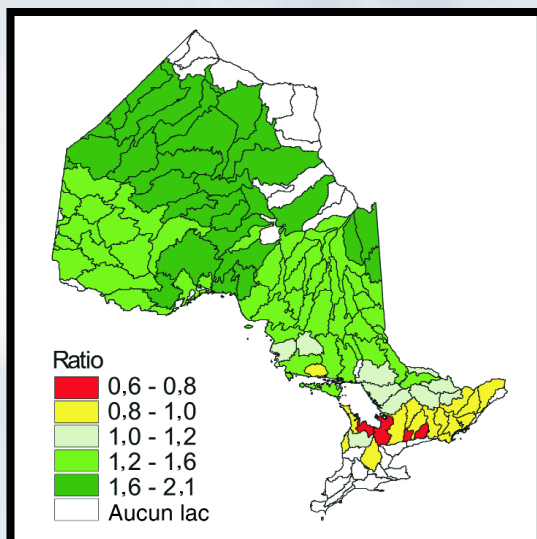 Ratio
0,6 - 0,8
0,8 - 1,0
1,0 - 1,2
1,2 - 1,6
1,6 - 2,1
Aucun lac